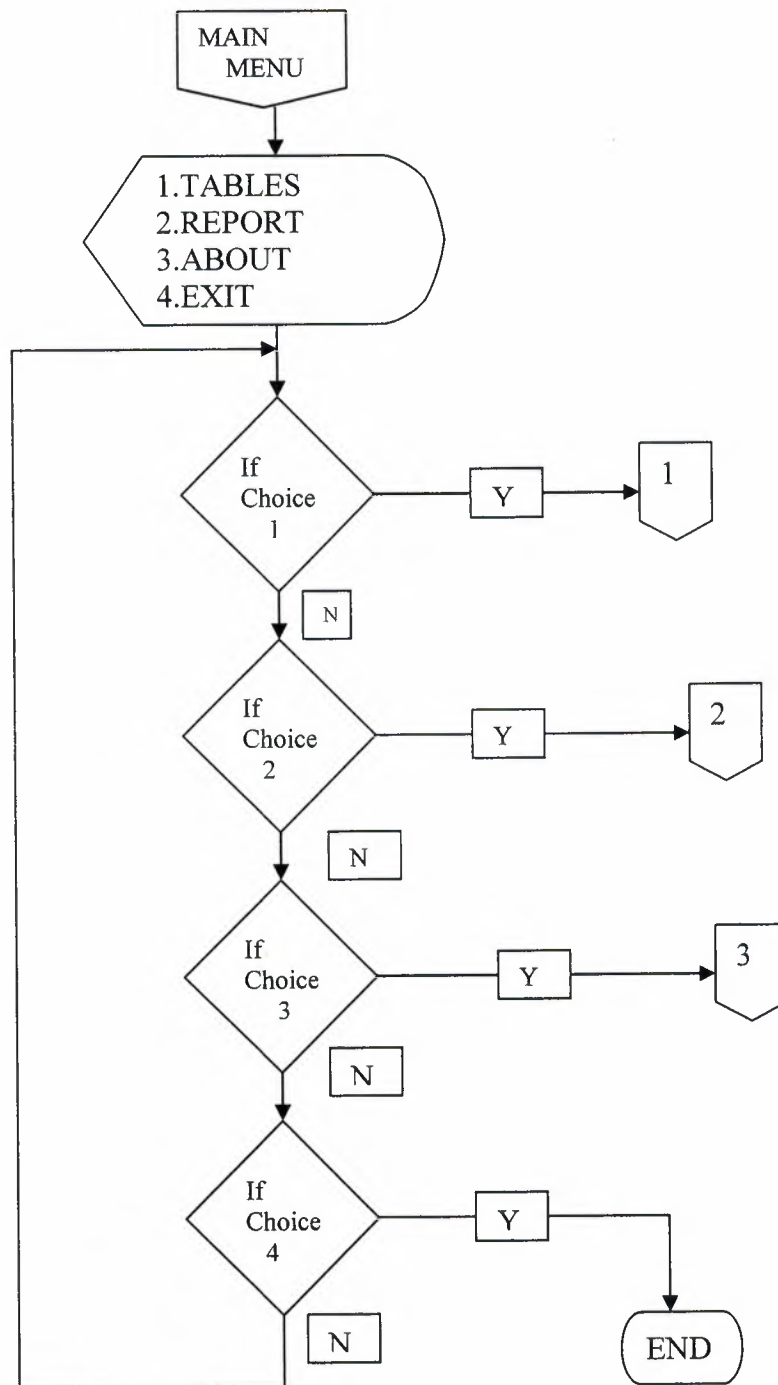 MAIN
MENU
1.TABLES
2.REPORT
3.ABOUT
4.EXIT
If
Choice
1
Y
1
N
If
Choice
2
Y
2
N
If
Choice
3
Y
3
N
If
Choice
4
Y
N
END